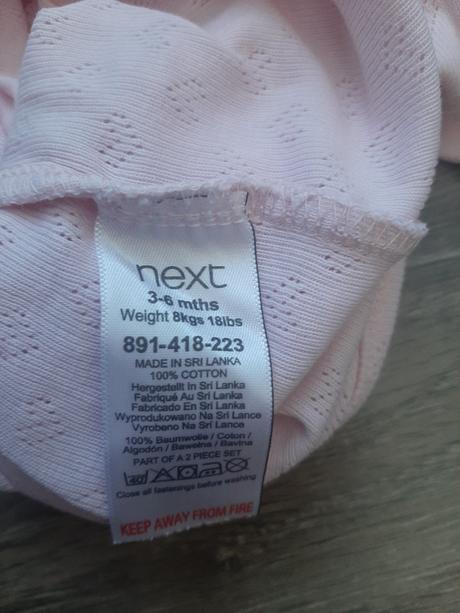 next
3-6 mths
Weight 8kgs 18lbs
891-418-223
MADE IN SRI LANKA
100% COTTON
Hergestellt in Sri Lanka
Fabriqué Au Sri Lanka
Fabricado En Sri Lanka
Wyprodukowano Na Sri Lance
Vyrobeno Na Sri Lance
100% Baumwolle / Coton /
Algodón / Bawełna / Bavlna
PART OF A 2 PIECE SET
40
Close all fastenings before washing
KEEP AWAY FROM FIRE